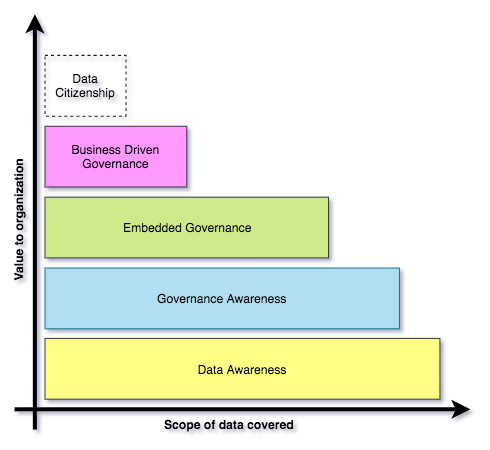 Data
Citizenship
Business Driven
Governance
Embedded Governance
Governance Awareness
Data Awareness
Value to organization
Scope of data covered